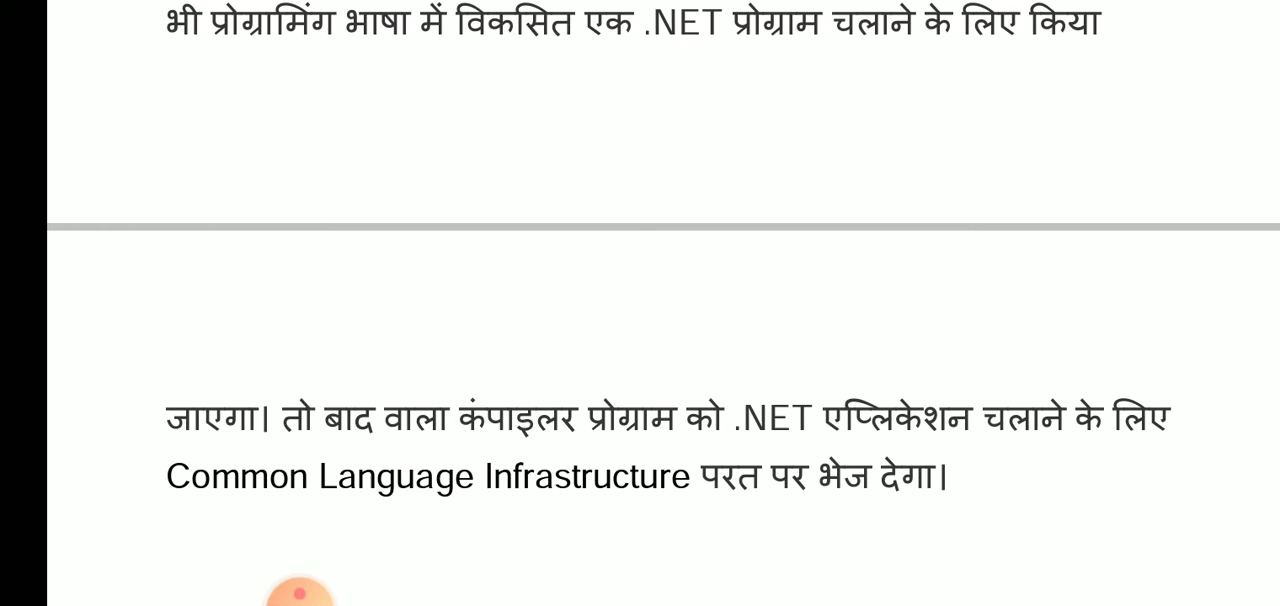 भी प्रोग्रामिंग भाषा में विकसित एक .NET प्रोग्राम चलाने के लिए किया
जाएगा। तो बाद वाला कंपाइलर प्रोग्राम को .NET एप्लिकेशन चलाने के लिए
Common Language Infrastructure परत पर भेज देगा।